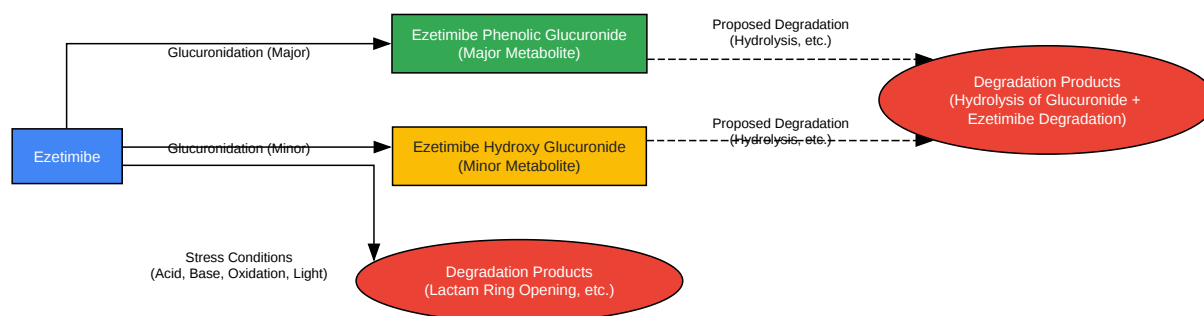 Ezetimibe Phenolic Glucuronide
(Major Metabolite)
Glucuronidation (Major)
Proposed Degradation
(Hydrolysis, etc.)
Degradation Products
(Hydrolysis of Glucuronide +
Ezetimibe Degradation)
Ezetimibe
Glucuronidation (Minor)
Ezetimibe Hydroxy Glucuronide
(Minor Metabolite)
Proposed Degradation
(Hydrolysis, etc.)
Stress Conditions
(Acid, Base, Oxidation, Light)
Degradation Products
(Lactam Ring Opening, etc.)